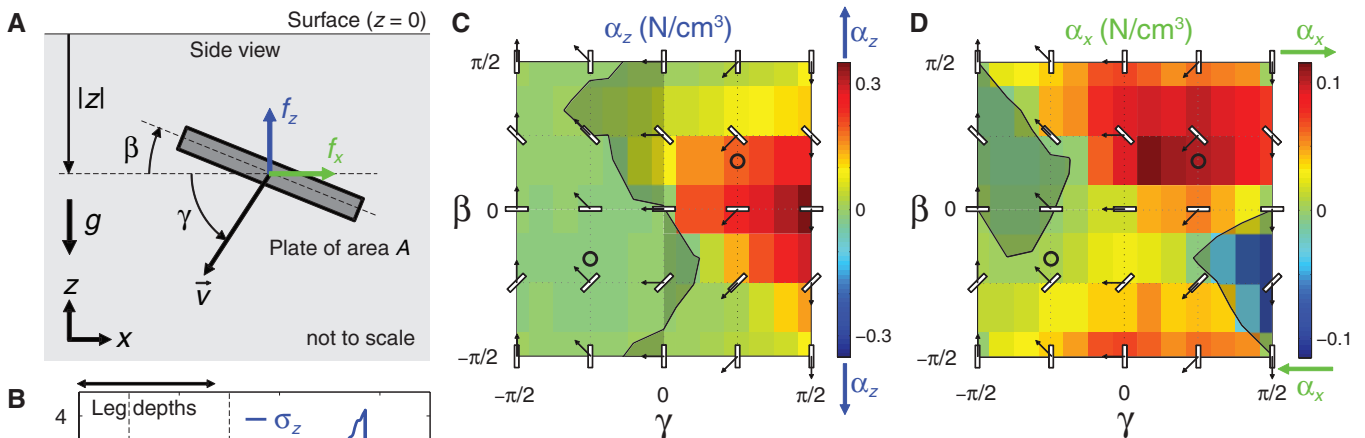 A
Surface (z = 0)
Side view
|z|
f_z
f_x
β
γ
g
Plate of area A
v⃗
z
x
not to scale
B
Leg depths
4
σ_z
C
α_z (N/cm³)
α_z
π/2
0.3
β
0
0
−0.3
−π/2
−π/2
0
π/2
γ
α_z
D
α_x (N/cm³)
α_x
π/2
0.1
β
0
0
−0.1
−π/2
−π/2
0
π/2
γ
α_x